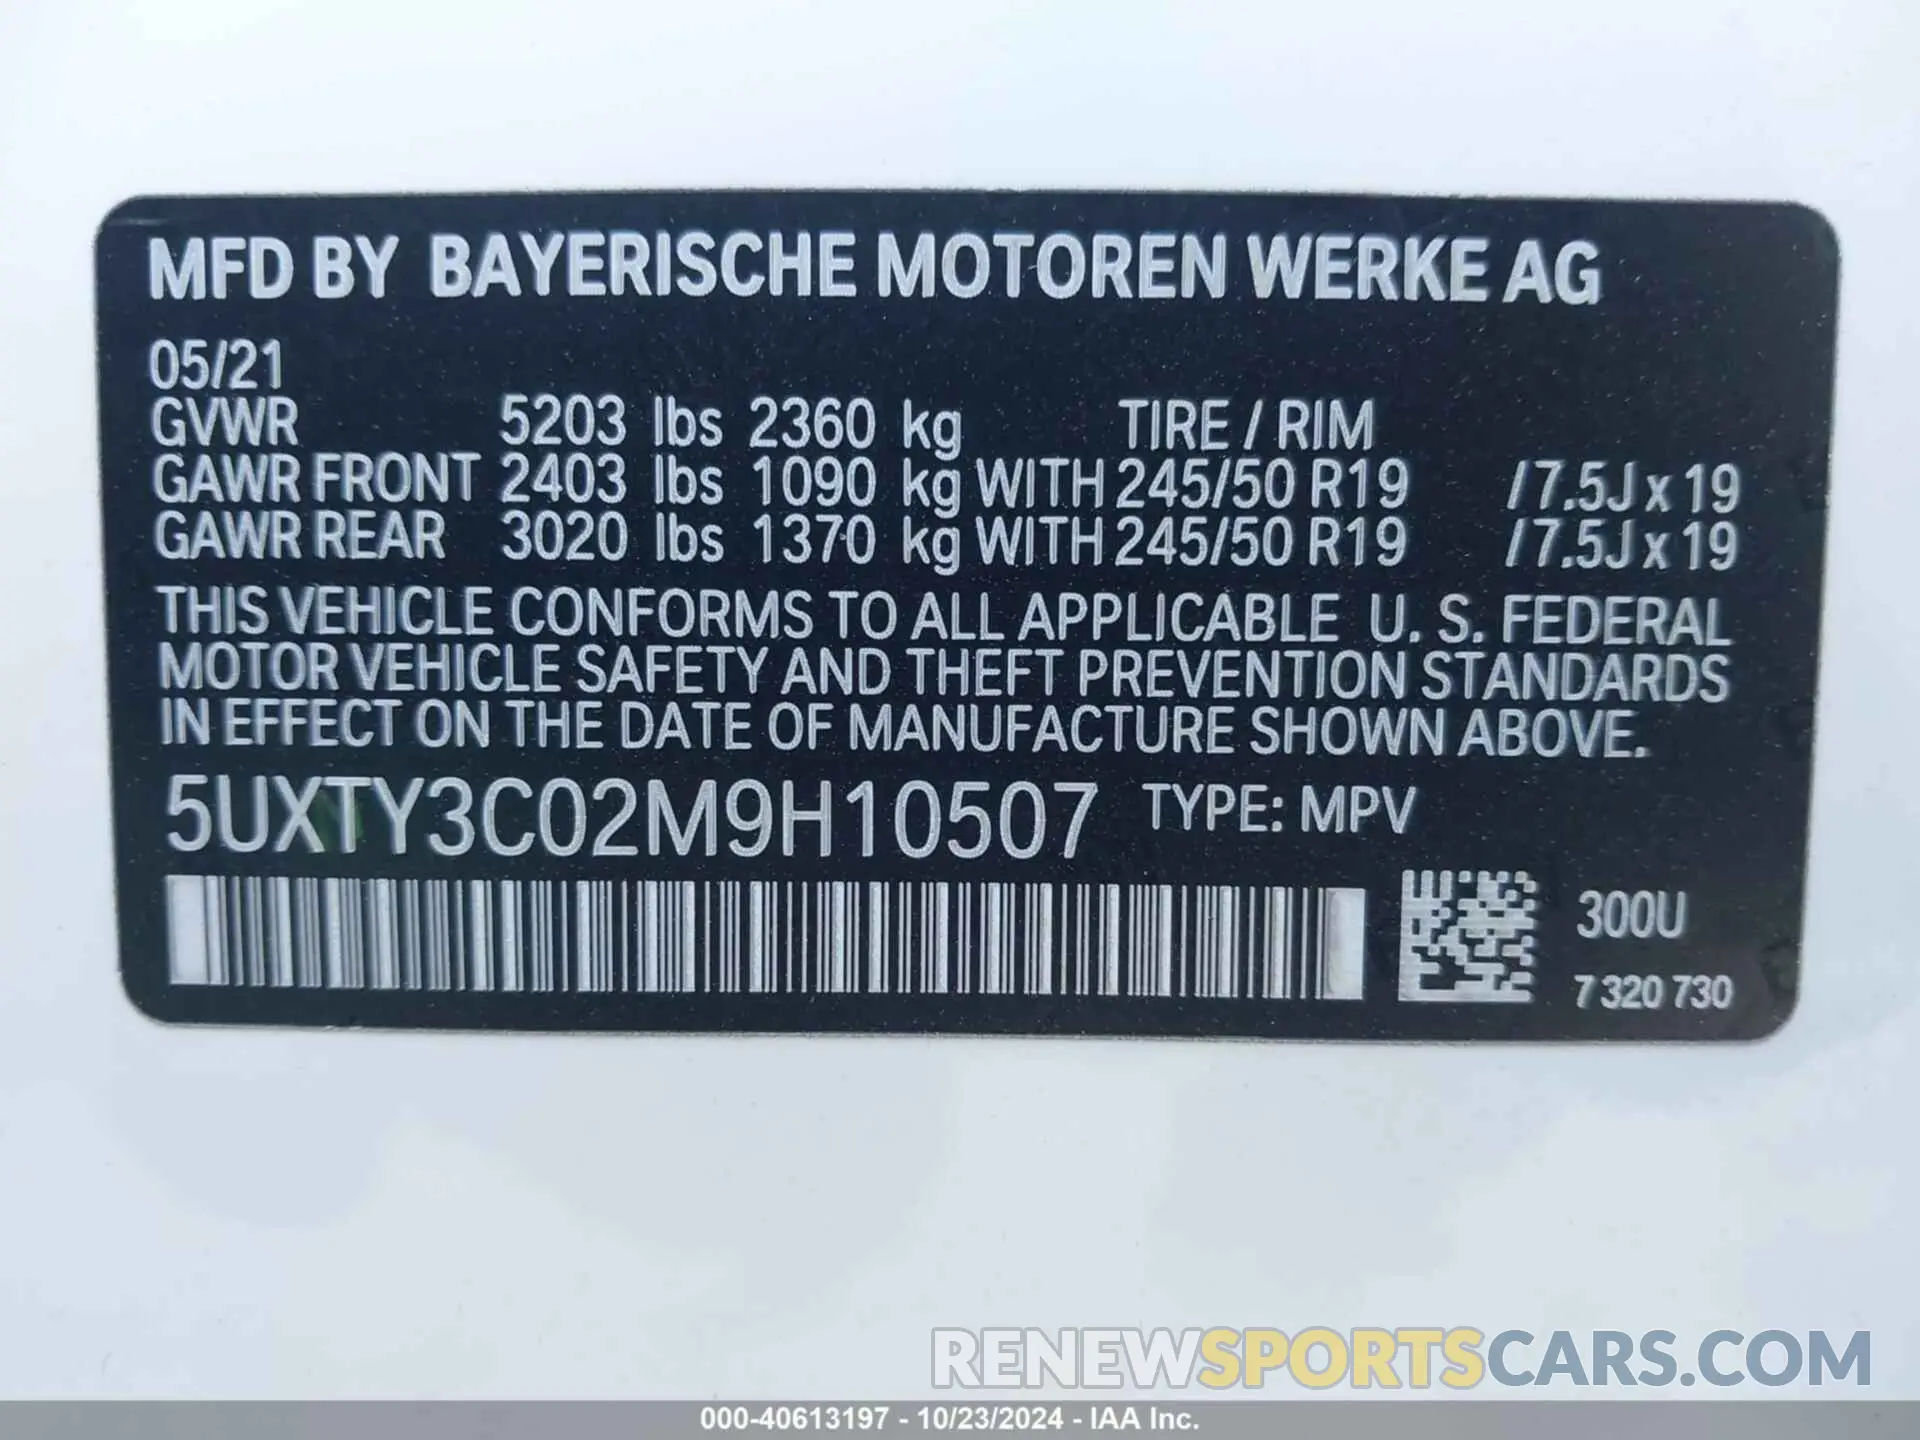 MFD BY BAYERISCHE MOTOREN WERKE AG
05/21
GVWR 5203 lbs 2360 kg TIRE / RIM
GAWR FRONT 2403 lbs 1090 kg WITH 245/50 R19 /7.5J x 19
GAWR REAR 3020 lbs 1370 kg WITH 245/50 R19 /7.5J x 19
THIS VEHICLE CONFORMS TO ALL APPLICABLE U. S. FEDERAL
MOTOR VEHICLE SAFETY AND THEFT PREVENTION STANDARDS
IN EFFECT ON THE DATE OF MANUFACTURE SHOWN ABOVE.
5UXTY3C02M9H10507 TYPE: MPV
300U
7 320 730
RENEWSPORTSCARS.COM
000-40613197 - 10/23/2024 - IAA Inc.